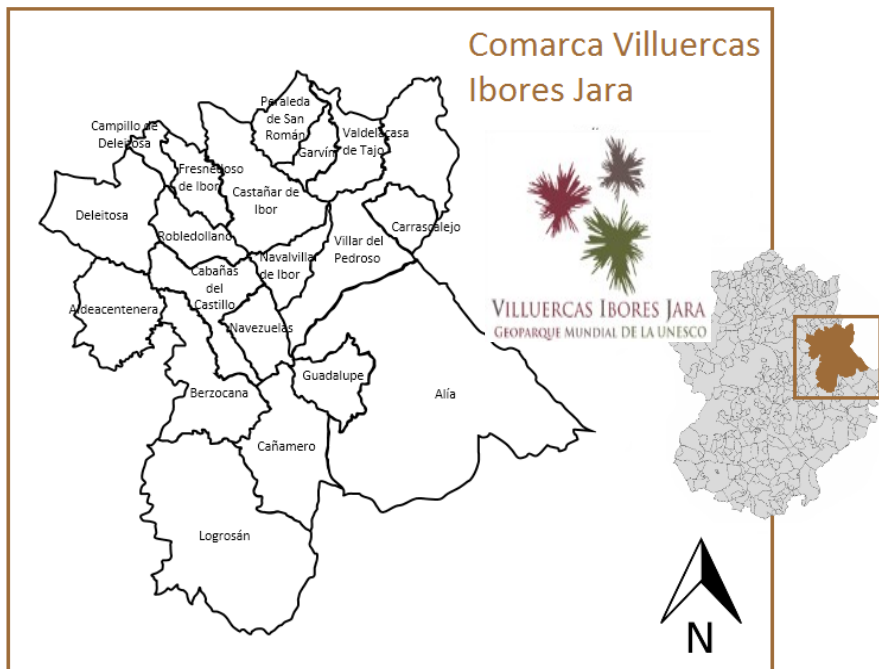 Comarca Villuercas
Ibores Jara
Peraleda
de San
Román
Campillo de
Deleitosa
Valdelacasa
de Tajo
Garvín
Fresnedoso
de Ibor
Castañar de
Ibor
Deleitosa
Carrascalejo
Robledollano
Navalvillar
de Ibor
Villar del
Pedroso
Cabañas
del
Castillo
Aldeacentenera
Navezuelas
Guadalupe
Alía
Berzocana
Cañamero
Logrosán
VILLUERCAS IBORES JARA
GEOPARQUE MUNDIAL DE LA UNESCO
N